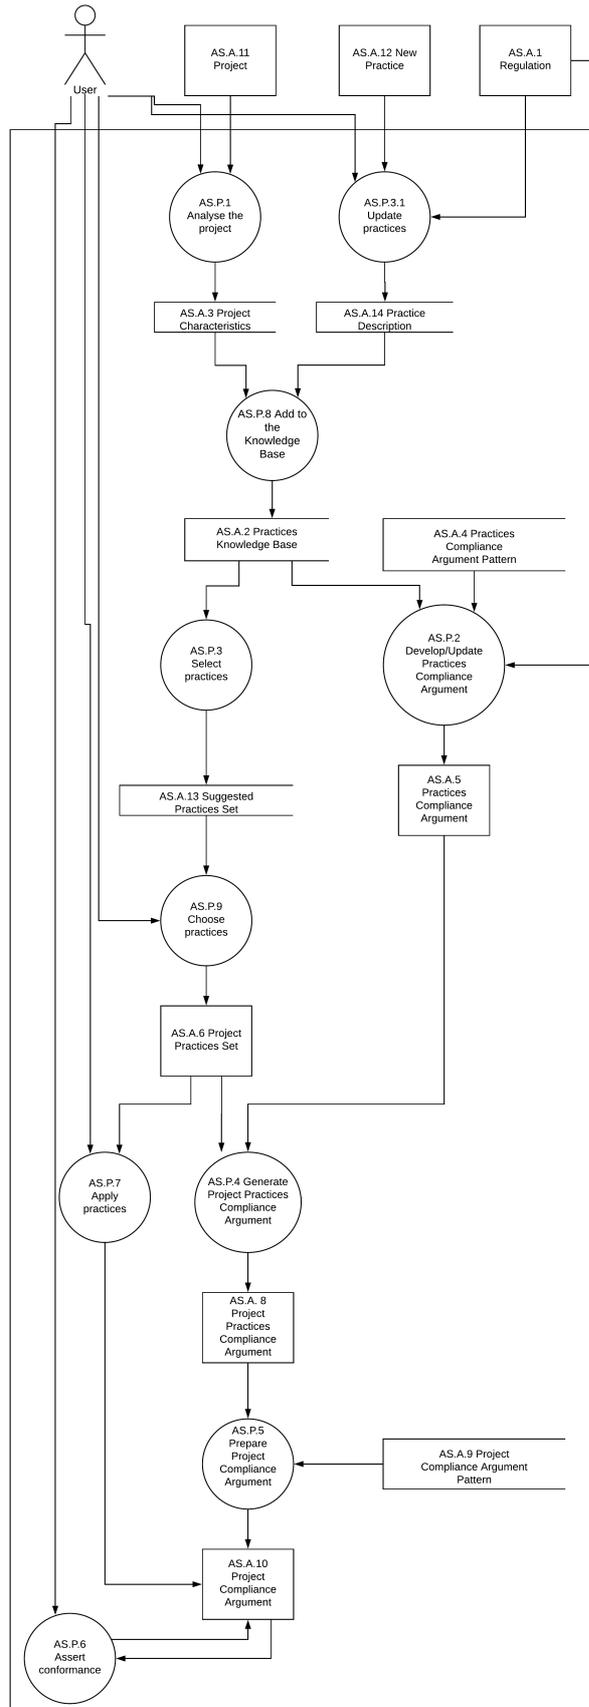 AS.A.11
Project
AS.A.12 New
Practice
AS.A.1
Regulation
User
AS.P.1
Analyse the
project
AS.P.3.1
Update
practices
AS.A.3 Project
Characteristics
AS.A.14 Practice
Description
AS.P.8 Add to
the
Knowledge
Base
AS.A.2 Practices
Knowledge Base
AS.A.4 Practices
Compliance
Argument Pattern
AS.P.3
Select
practices
AS.P.2
Develop/Update
Practices
Compliance
Argument
AS.A.13 Suggested
Practices Set
AS.A.5
Practices
Compliance
Argument
AS.P.9
Choose
practices
AS.A.6 Project
Practices Set
AS.P.7
Apply
practices
AS.P.4 Generate
Project Practices
Compliance
Argument
AS.A. 8
Project
Practices
Compliance
Argument
AS.P.5
Prepare
Project
Compliance
Argument
AS.A.9 Project
Compliance Argument
Pattern
AS.A.10
Project
Compliance
Argument
AS.P.6
Assert
conformance